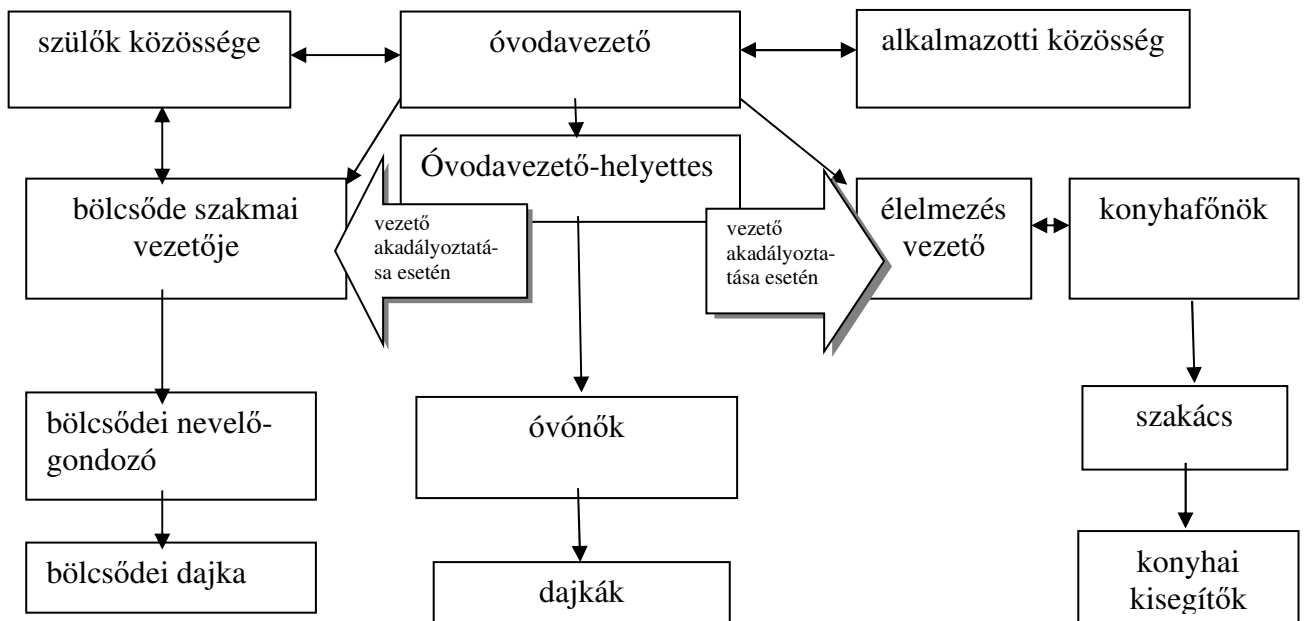 szülők közössége
óvodavezető
alkalmazotti közösség
Óvodavezető-helyettes
bölcsőde szakmai
vezetője
vezető
akadályoztatá-
sa esetén
vezető
akadályozta-
tása esetén
élelmezés
vezető
konyhafőnök
bölcsődei nevelő-
gondozó
óvónők
szakács
bölcsődei dajka
dajkák
konyhai
kisegítők